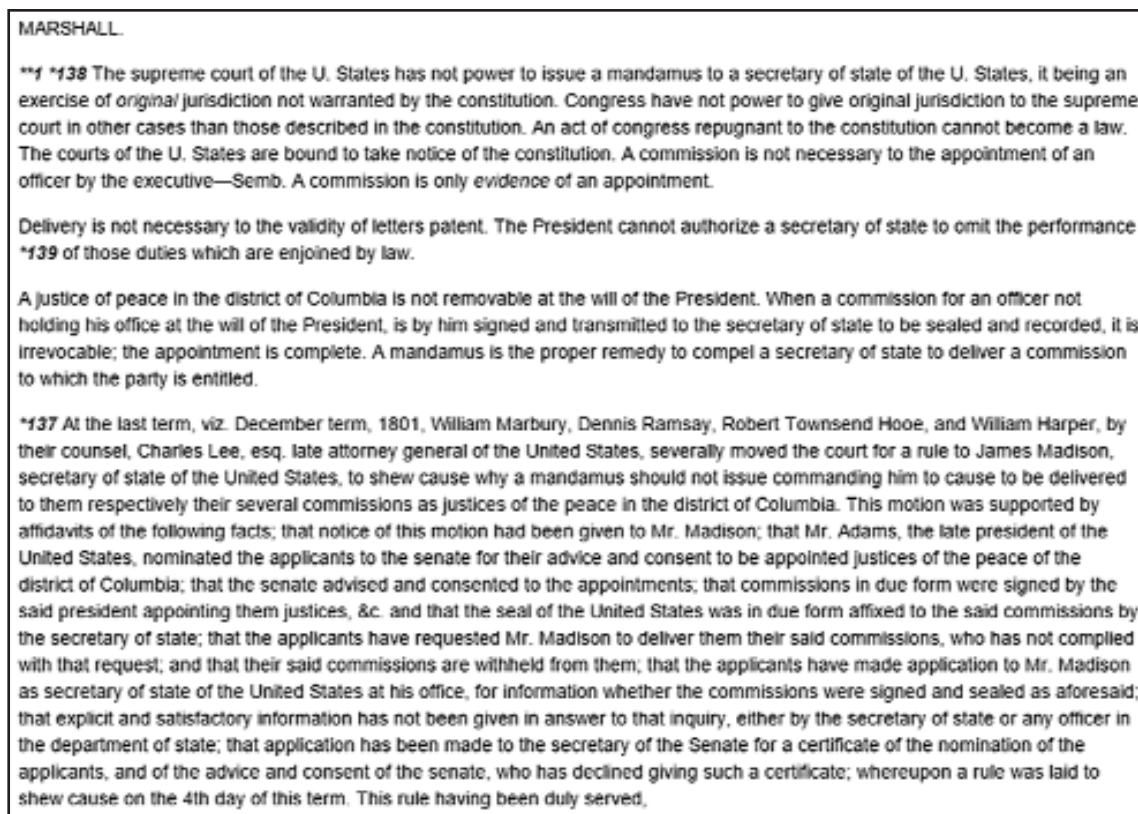 MARSHALL.
**1 *138 The supreme court of the U. States has not power to issue a mandamus to a secretary of state of the U. States, it being an
exercise of original jurisdiction not warranted by the constitution. Congress have not power to give original jurisdiction to the supreme
court in other cases than those described in the constitution. An act of congress repugnant to the constitution cannot become a law.
The courts of the U. States are bound to take notice of the constitution. A commission is not necessary to the appointment of an
officer by the executive—Semb. A commission is only evidence of an appointment.
Delivery is not necessary to the validity of letters patent. The President cannot authorize a secretary of state to omit the performance
*139 of those duties which are enjoined by law.
A justice of peace in the district of Columbia is not removable at the will of the President. When a commission for an officer not
holding his office at the will of the President, is by him signed and transmitted to the secretary of state to be sealed and recorded, it is
irrevocable; the appointment is complete. A mandamus is the proper remedy to compel a secretary of state to deliver a commission
to which the party is entitled.
*137 At the last term, viz. December term, 1801, William Marbury, Dennis Ramsay, Robert Townsend Hooe, and William Harper, by
their counsel, Charles Lee, esq. late attorney general of the United States, severally moved the court for a rule to James Madison,
secretary of state of the United States, to shew cause why a mandamus should not issue commanding him to cause to be delivered
to them respectively their several commissions as justices of the peace in the district of Columbia. This motion was supported by
affidavits of the following facts; that notice of this motion had been given to Mr. Madison; that Mr. Adams, the late president of the
United States, nominated the applicants to the senate for their advice and consent to be appointed justices of the peace of the
district of Columbia; that the senate advised and consented to the appointments; that commissions in due form were signed by the
said president appointing them justices, &c. and that the seal of the United States was in due form affixed to the said commissions by
the secretary of state; that the applicants have requested Mr. Madison to deliver them their said commissions, who has not complied
with that request; and that their said commissions are withheld from them; that the applicants have made application to Mr. Madison
as secretary of state of the United States at his office, for information whether the commissions were signed and sealed as aforesaid;
that explicit and satisfactory information has not been given in answer to that inquiry, either by the secretary of state or any officer in
the department of state; that application has been made to the secretary of the Senate for a certificate of the nomination of the
applicants, and of the advice and consent of the senate, who has declined giving such a certificate; whereupon a rule was laid to
shew cause on the 4th day of this term. This rule having been duly served,